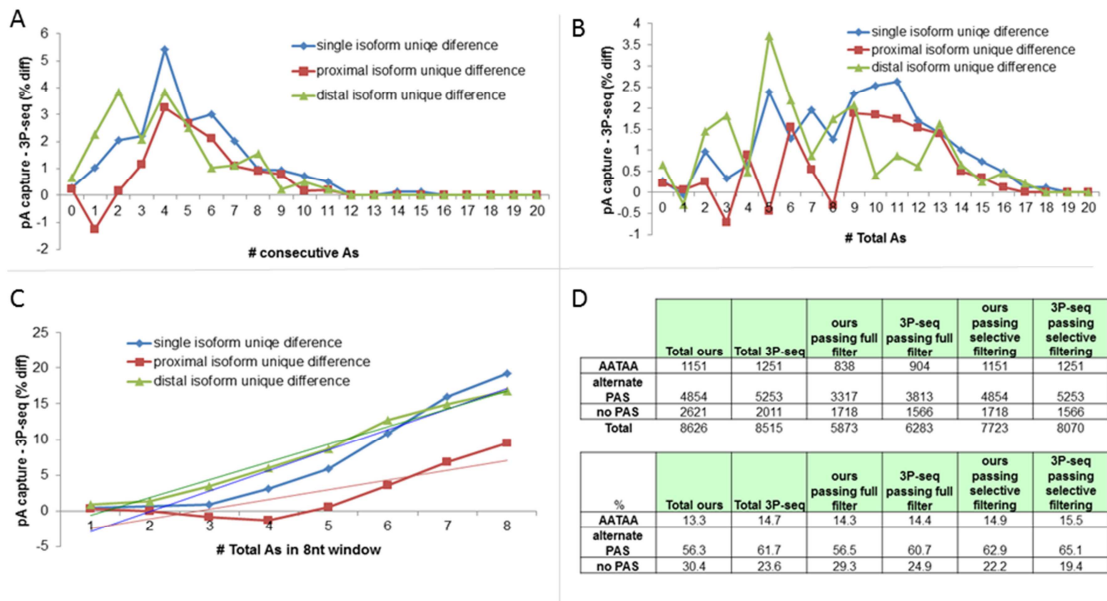 A
pA capture - 3P-seq (% diff)
6
5
4
3
2
1
0
-1
-2
single isoform uniqe diference
proximal isoform unique difference
distal isoform unique difference
0 1 2 3 4 5 6 7 8 9 10 11 12 13 14 15 16 17 18 19 20
# consecutive As
B
pA capture - 3P-seq (% diff)
4
3.5
3
2.5
2
1.5
1
0.5
0
-0.5
-1
single isoform uniqe diference
proximal isoform unique difference
distal isoform unique difference
0 1 2 3 4 5 6 7 8 9 10 11 12 13 14 15 16 17 18 19 20
# Total As
C
pA capture - 3P-seq (% diff)
25
20
15
10
5
0
-5
single isoform uniqe diference
proximal isoform unique difference
distal isoform unique difference
1 2 3 4 5 6 7 8
# Total As in 8nt window
D
Total ours Total 3P-seq ours passing full filter 3P-seq passing full filter ours passing selective filtering 3P-seq passing selective filtering
AATAA 1151 1251 838 904 1151 1251
alternate PAS 4854 5253 3317 3813 4854 5253
no PAS 2621 2011 1718 1566 1718 1566
Total 8626 8515 5873 6283 7723 8070
% Total ours Total 3P-seq ours passing full filter 3P-seq passing full filter ours passing selective filtering 3P-seq passing selective filtering
AATAA 13.3 14.7 14.3 14.4 14.9 15.5
alternate PAS 56.3 61.7 56.5 60.7 62.9 65.1
no PAS 30.4 23.6 29.3 24.9 22.2 19.4